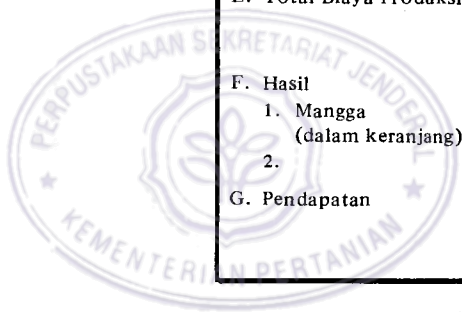 E. Total Biaya Produksi
F. Hasil
1. Mangga
(dalam keranjang)
2.
G. Pendapatan
PERPUSTAKAAN SEKRETARIAT JENDERAL
KEMENTERIAN PERTANIAN